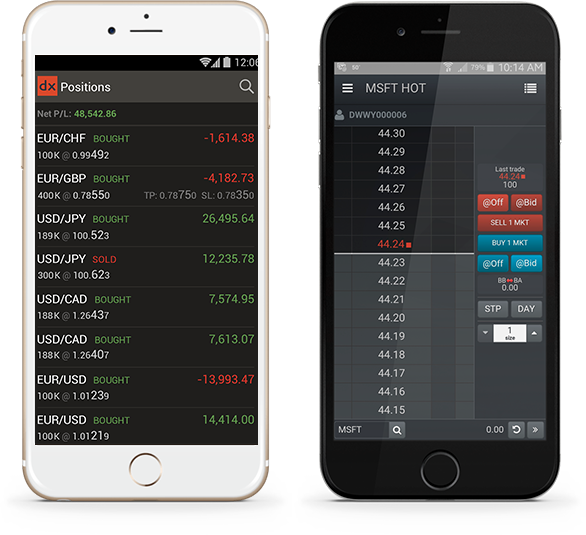 12:06
dx Positions
Net P/L: 48,542.86
EUR/CHF BOUGHT -1,614.38
100K @ 0.99492
EUR/GBP BOUGHT -4,182.73
400K @ 0.78550 TP: 0.78750 SL: 0.78350
USD/JPY BOUGHT 26,495.64
189K @ 100.523
USD/JPY SOLD 12,235.78
300K @ 100.623
USD/CAD BOUGHT 7,574.95
188K @ 1.26437
USD/CAD BOUGHT 7,613.07
188K @ 1.26407
EUR/USD BOUGHT -13,993.47
100K @ 1.01239
EUR/USD BOUGHT 14,414.00
100K @ 1.01219
50° 79% 10:14 AM
MSFT HOT
DWWY000006
44.30
44.29
44.28
44.27
44.26
44.25
44.24
44.23
44.22
44.21
44.20
44.19
44.18
44.17
44.16
44.15
Last trade
44.24
100
@Off @Bid
SELL 1 MKT
BUY 1 MKT
@Off @Bid
BB BA
0.00
STP DAY
1
size
MSFT 0.00